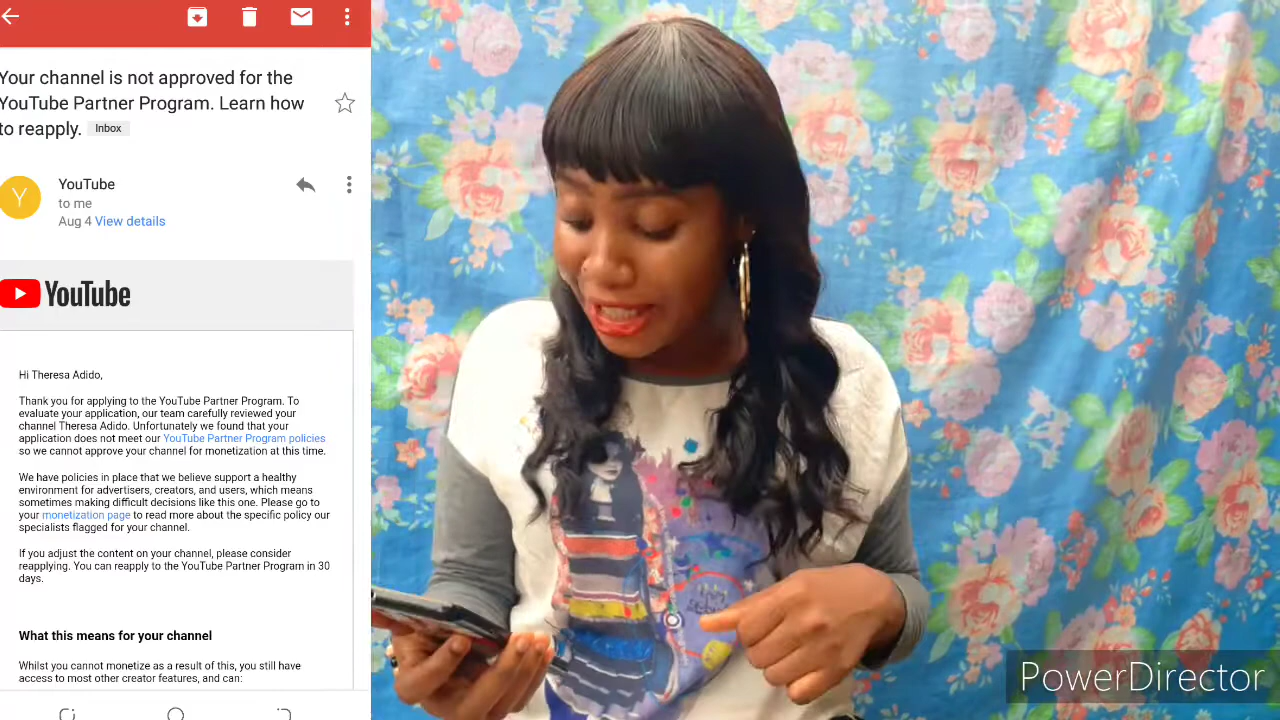 Your channel is not approved for the
YouTube Partner Program. Learn how
to reapply. Inbox
Y
YouTube
to me
Aug 4 View details
YouTube
Hi Theresa Adido,
Thank you for applying to the YouTube Partner Program. To
evaluate your application, our team carefully reviewed your
channel Theresa Adido. Unfortunately we found that your
application does not meet our YouTube Partner Program policies
so we cannot approve your channel for monetization at this time.
We have policies in place that we believe support a healthy
environment for advertisers, creators, and users, which means
sometimes making difficult decisions like this one. Please go to
your monetization page to read more about the specific policy our
specialists flagged for your channel.
If you adjust the content on your channel, please consider
reapplying. You can reapply to the YouTube Partner Program in 30
days.
What this means for your channel
Whilst you cannot monetize as a result of this, you still have
access to most other creator features, and can:
PowerDirector